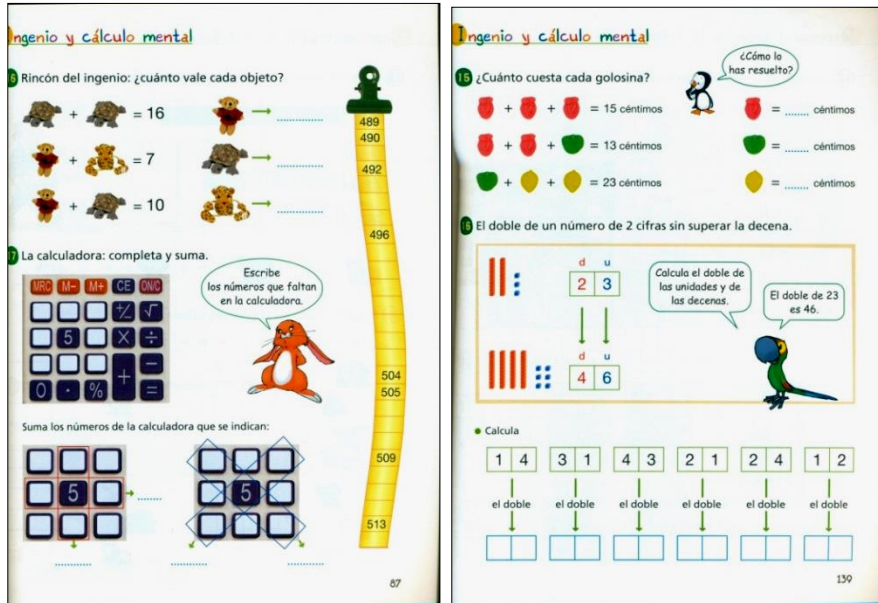 Ingenio y cálculo mental
6 Rincón del ingenio: ¿cuánto vale cada objeto?
+ = 16
+ = 7
+ = 10
7 La calculadora: completa y suma.
MRC M- M+ CE ON/C
+/- √
5 X ÷
+ -
0 . % =
Escribe
los números que faltan
en la calculadora.
Suma los números de la calculadora que se indican:
5
5
489
490
492
496
504
505
509
513
87
Ingenio y cálculo mental
15 ¿Cuánto cuesta cada golosina?
¿Cómo lo
has resuelto?
+ + = 15 céntimos
= ...... céntimos
+ + = 13 céntimos
= ...... céntimos
+ + = 23 céntimos
= ...... céntimos
16 El doble de un número de 2 cifras sin superar la decena.
d u
2 3
d u
4 6
Calcula el doble de
las unidades y de
las decenas.
El doble de 23
es 46.
Calcula
1 4 3 1 4 3 2 1 2 4 1 2
el doble el doble el doble el doble el doble el doble
139